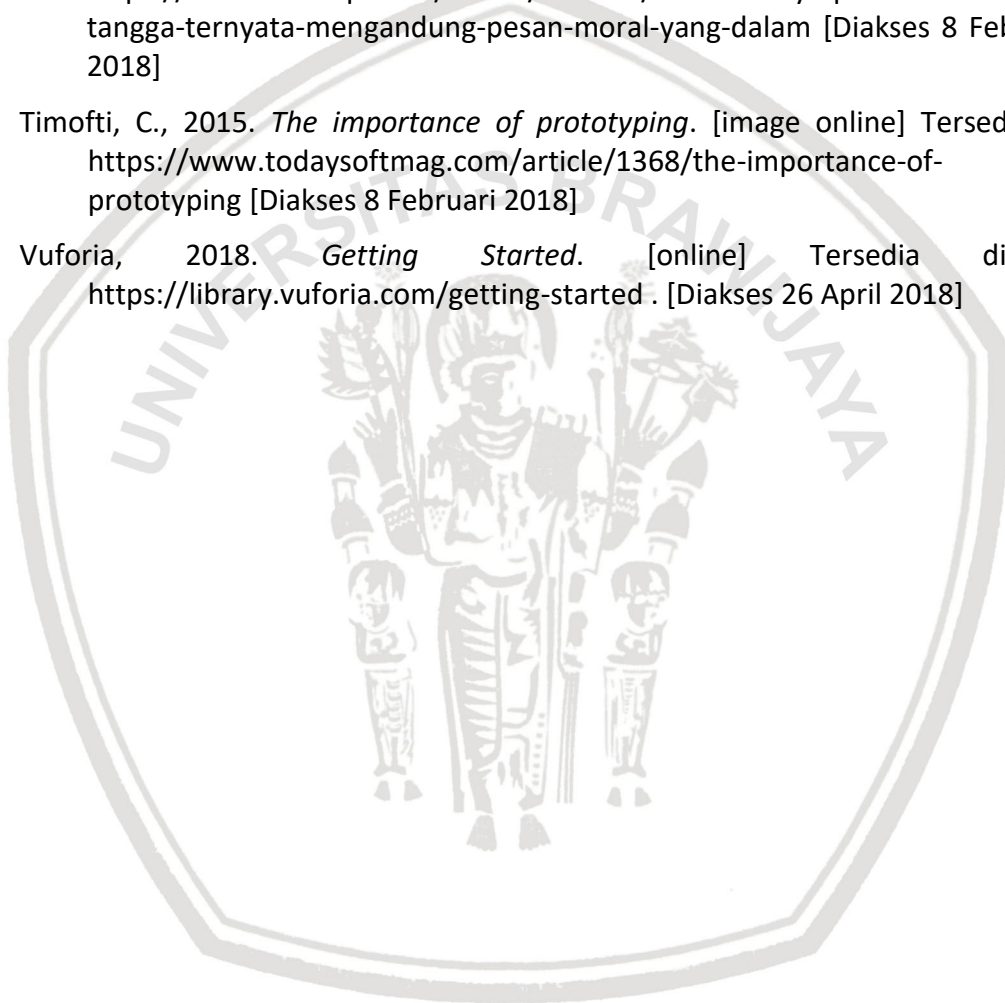 tangga-ternyata-mengandung-pesan-moral-yang-dalam [Diakses 8 Feb
2018]
Timofti, C., 2015. The importance of prototyping. [image online] Tersed
https://www.todaysoftmag.com/article/1368/the-importance-of-
prototyping [Diakses 8 Februari 2018]
Vuforia, 2018. Getting Started. [online] Tersedia di
https://library.vuforia.com/getting-started . [Diakses 26 April 2018]
UNIVERSITAS BRAWIJAYA